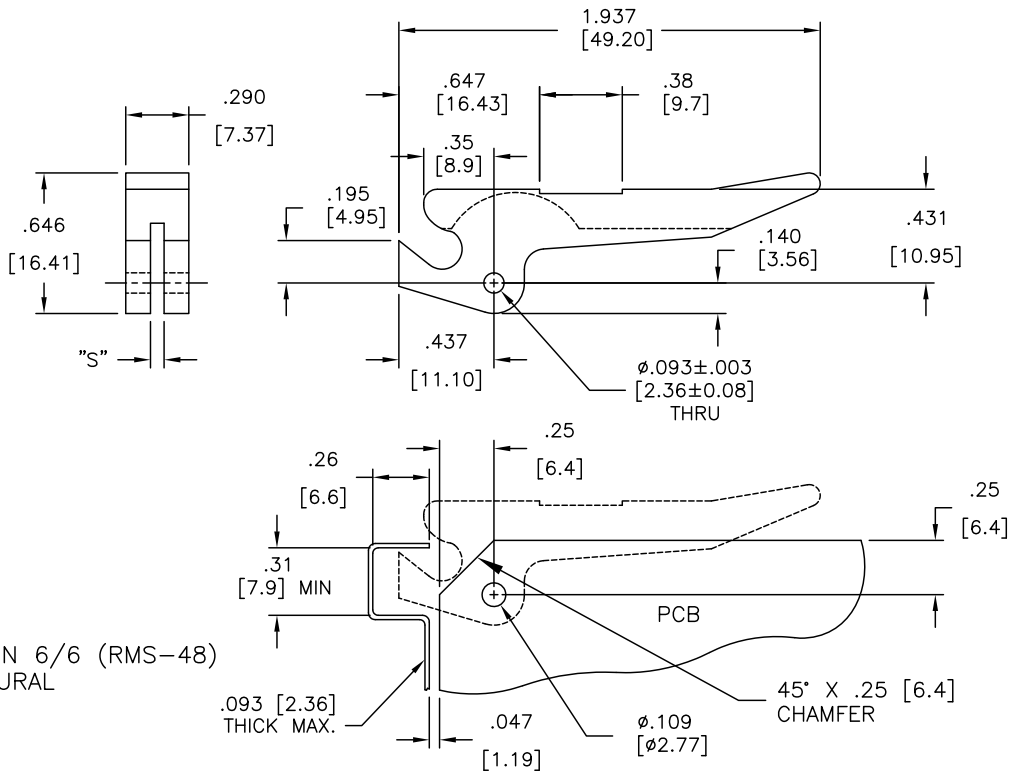 1.937
[49.20]
.647
[16.43]
.38
[9.7]
.290
[7.37]
.35
[8.9]
.195
[4.95]
.646
[16.41]
.431
[10.95]
.140
[3.56]
"S"
.437
[11.10]
ø.093±.003
[2.36±0.08]
THRU
.25
[6.4]
.26
[6.6]
.25
[6.4]
.31
[7.9] MIN
PCB
N 6/6 (RMS-48)
URAL
.093 [2.36]
THICK MAX.
.047
[1.19]
ø.109
[ø2.77]
45° X .25 [6.4]
CHAMFER